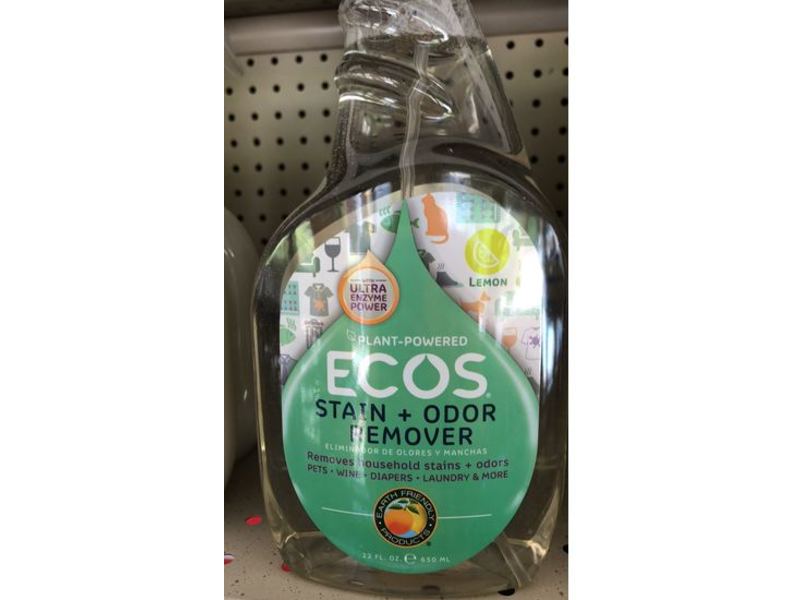 LEMON
WITH
ULTRA
ENZYME
POWER
PLANT-POWERED
ECOS®
STAIN + ODOR
REMOVER
ELIMINADOR DE OLORES Y MANCHAS
Removes household stains + odors
PETS • WINE • DIAPERS • LAUNDRY & MORE
EARTH FRIENDLY
PRODUCTS®
22 FL. OZ. ℮ 650 ML